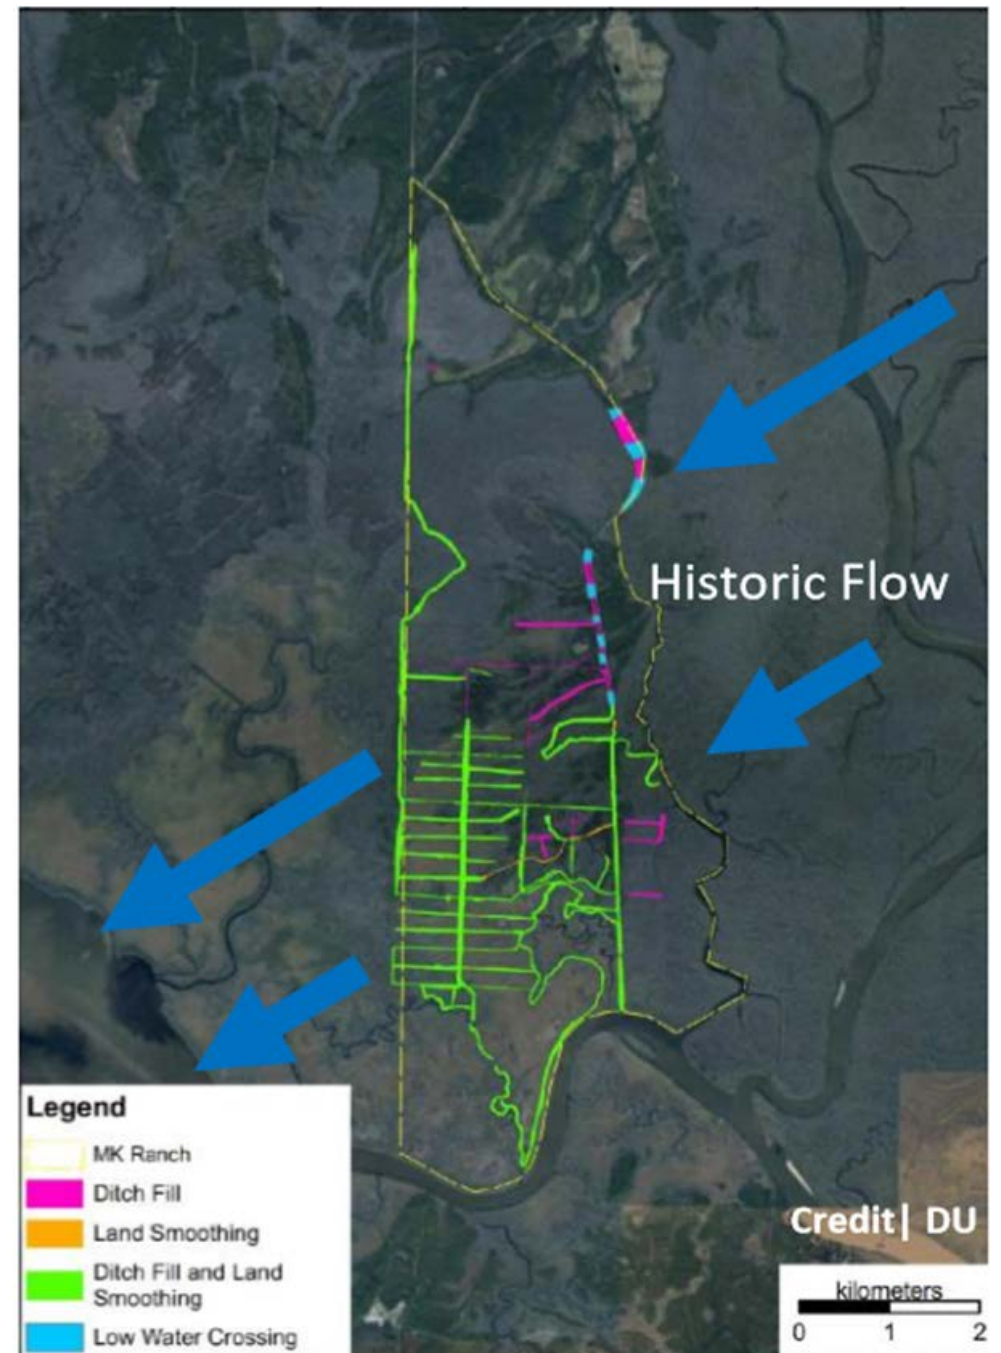 Historic Flow
Legend
MK Ranch
Ditch Fill
Land Smoothing
Ditch Fill and Land
Smoothing
Low Water Crossing
Credit| DU
kilometers
0 1 2